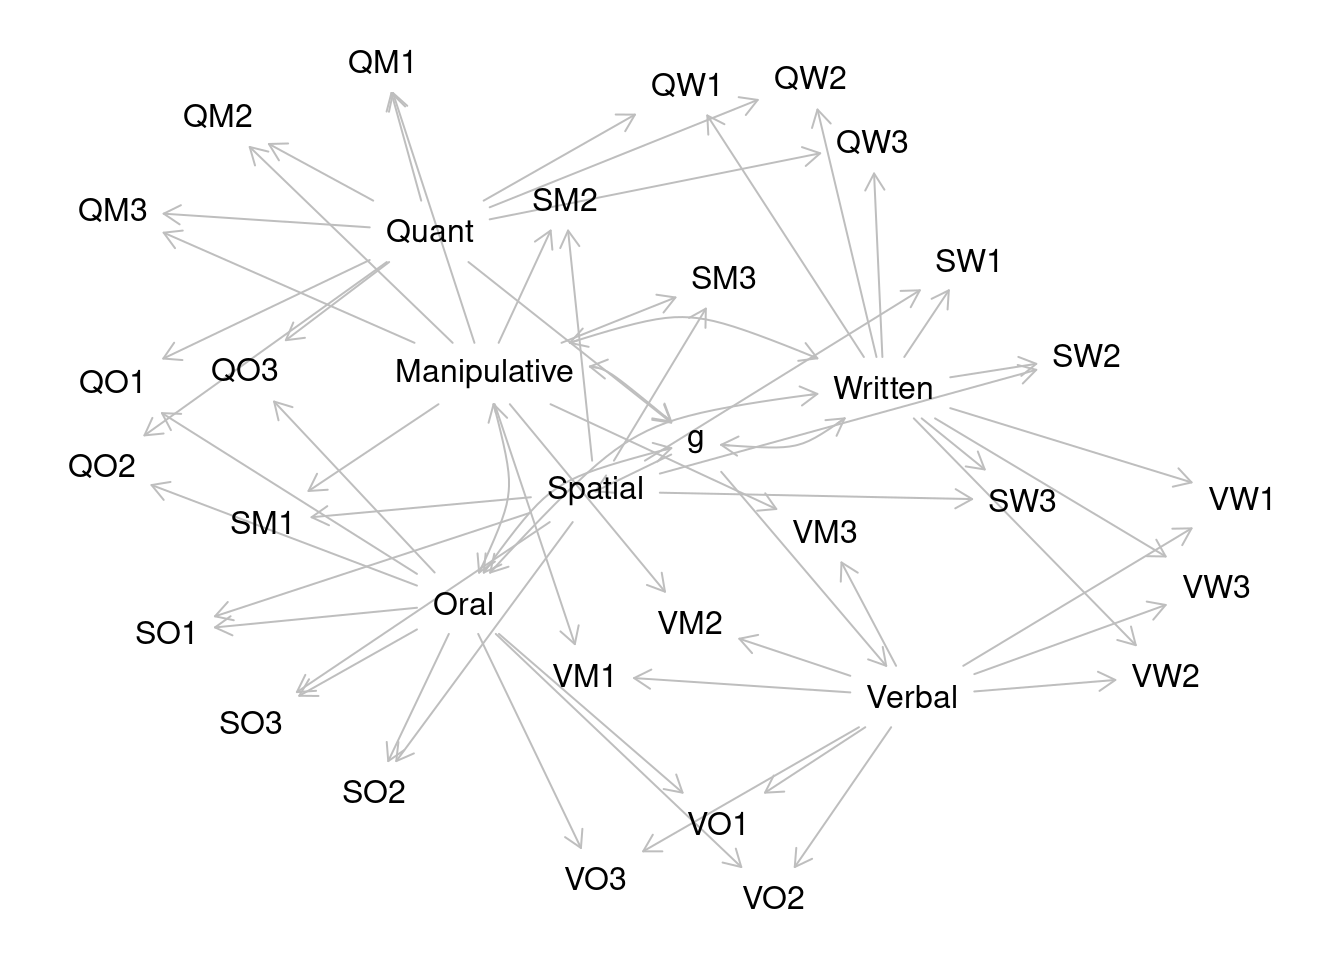 QM1
QW1
QW2
QM2
QW3
SM2
QM3
Quant
SW1
SM3
SW2
QO3
Manipulative
QO1
Written
g
QO2
Spatial
SW3
VW1
SM1
VM3
VW3
Oral
VM2
SO1
VM1
VW2
Verbal
SO3
SO2
VO1
VO3
VO2